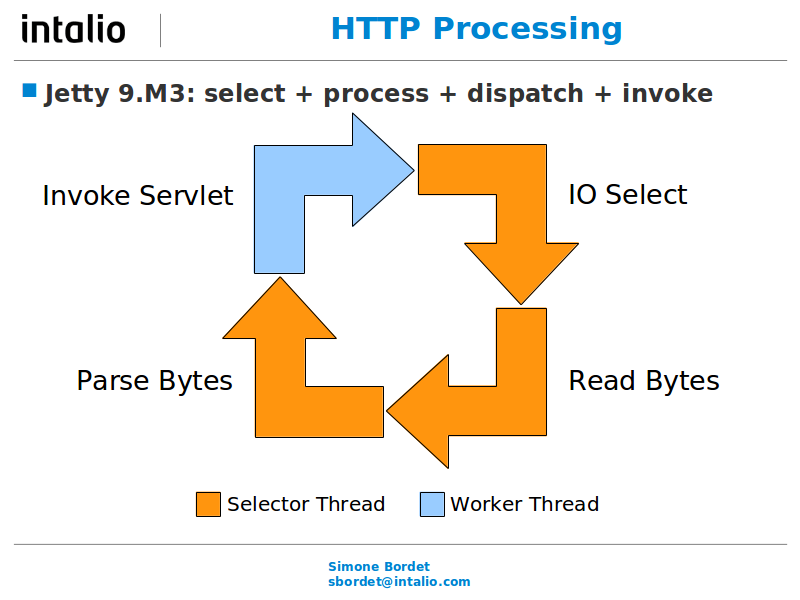 intalio
HTTP Processing
Jetty 9.M3: select + process + dispatch + invoke
Invoke Servlet
IO Select
Parse Bytes
Read Bytes
Selector Thread
Worker Thread
Simone Bordet
sbordet@intalio.com